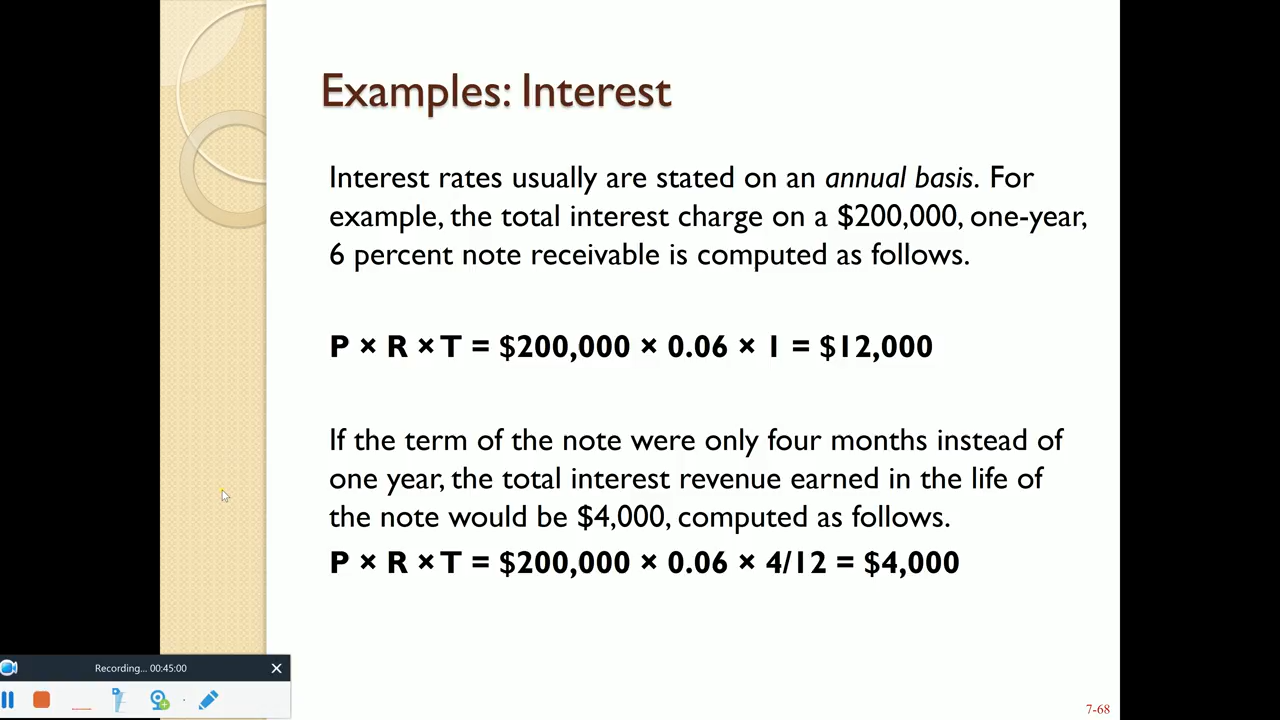 Examples: Interest
Interest rates usually are stated on an annual basis. For
example, the total interest charge on a $200,000, one-year,
6 percent note receivable is computed as follows.
P × R × T = $200,000 × 0.06 × 1 = $12,000
If the term of the note were only four months instead of
one year, the total interest revenue earned in the life of
the note would be $4,000, computed as follows.
P × R × T = $200,000 × 0.06 × 4/12 = $4,000
Recording... 00:45:00
7-68